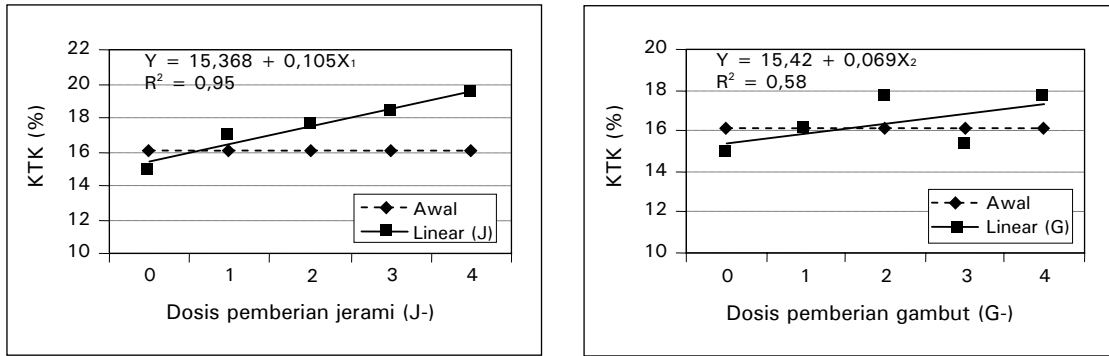 22
20
18
16
14
12
10
KTK (%)
Y = 15,368 + 0,105X₁
R² = 0,95
Awal
Linear (J)
0 1 2 3 4
Dosis pemberian jerami (J-)
20
18
16
14
12
10
KTK (%)
Y = 15,42 + 0,069X₂
R² = 0,58
Awal
Linear (G)
0 1 2 3 4
Dosis pemberian gambut (G-)